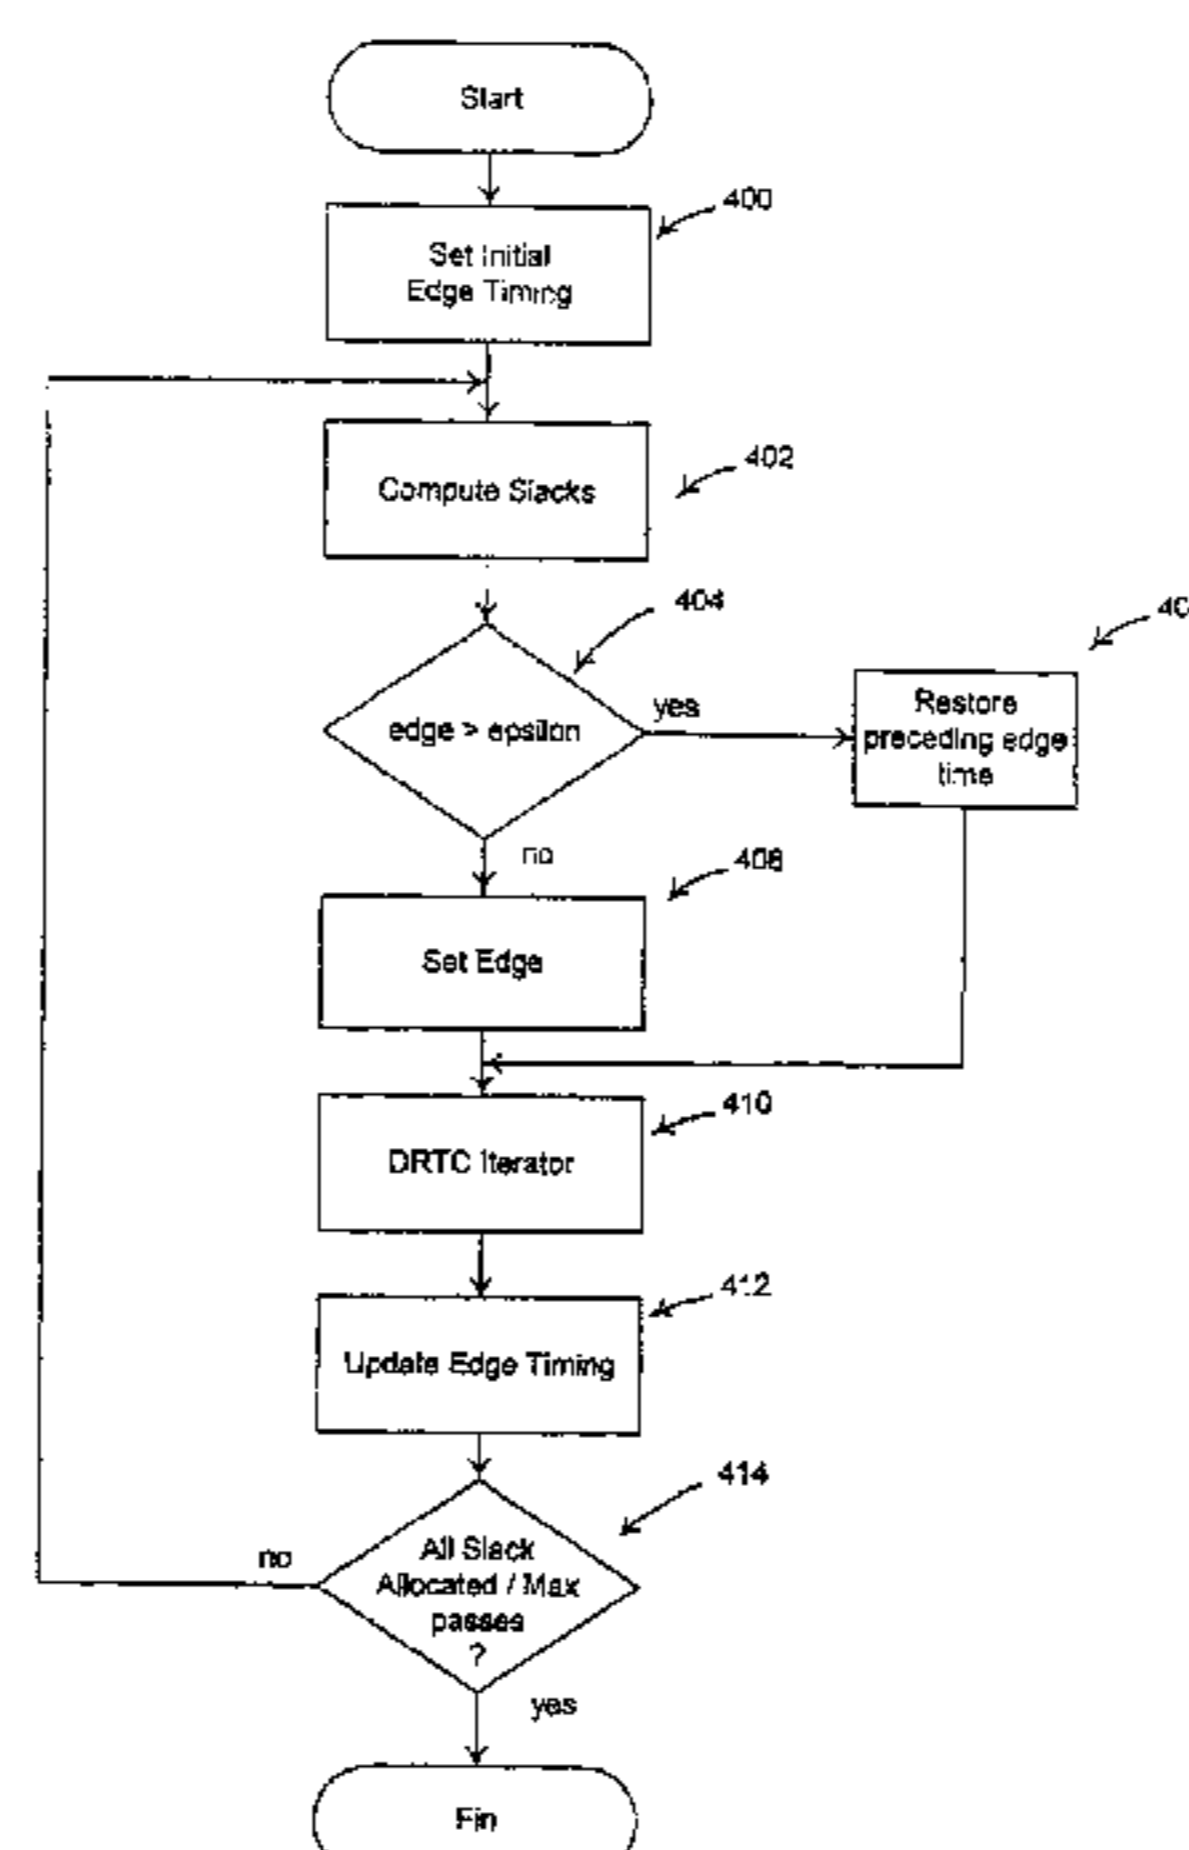 Start
400
Set Initial
Edge Timing
Compute Slacks
402
404
edge > epsilon
yes
Restore
preceding edge
time
no
408
Set Edge
410
DRTC Iterator
412
Update Edge Timing
414
All Slack
Allocated / Max
passes
?
no
yes
Fin